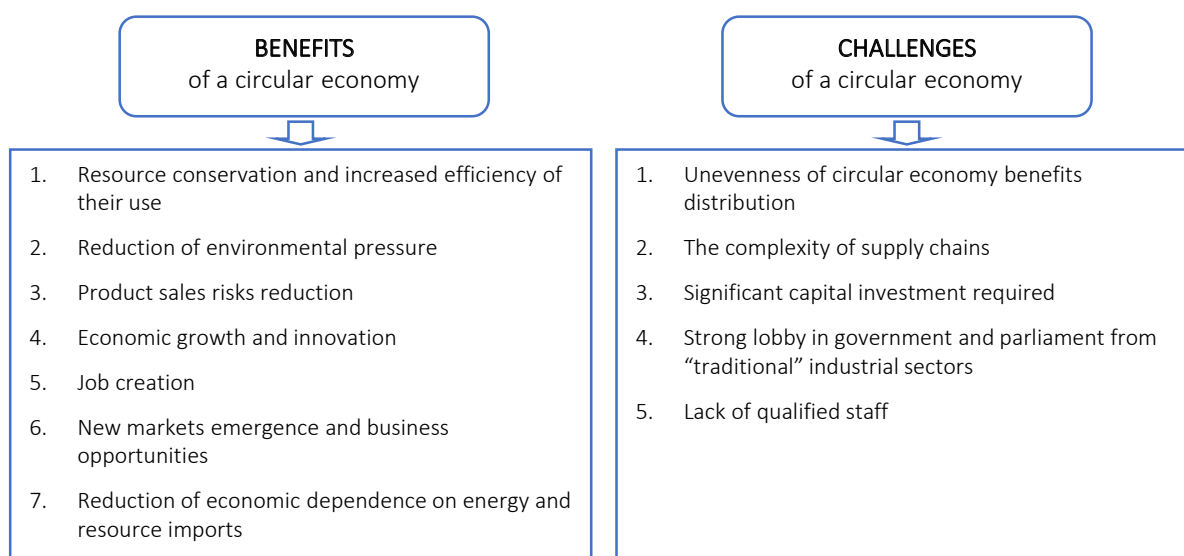 BENEFITS
of a circular economy
1. Resource conservation and increased efficiency of
their use
2. Reduction of environmental pressure
3. Product sales risks reduction
4. Economic growth and innovation
5. Job creation
6. New markets emergence and business
opportunities
7. Reduction of economic dependence on energy and
resource imports
CHALLENGES
of a circular economy
1. Unevenness of circular economy benefits
distribution
2. The complexity of supply chains
3. Significant capital investment required
4. Strong lobby in government and parliament from
“traditional” industrial sectors
5. Lack of qualified staff